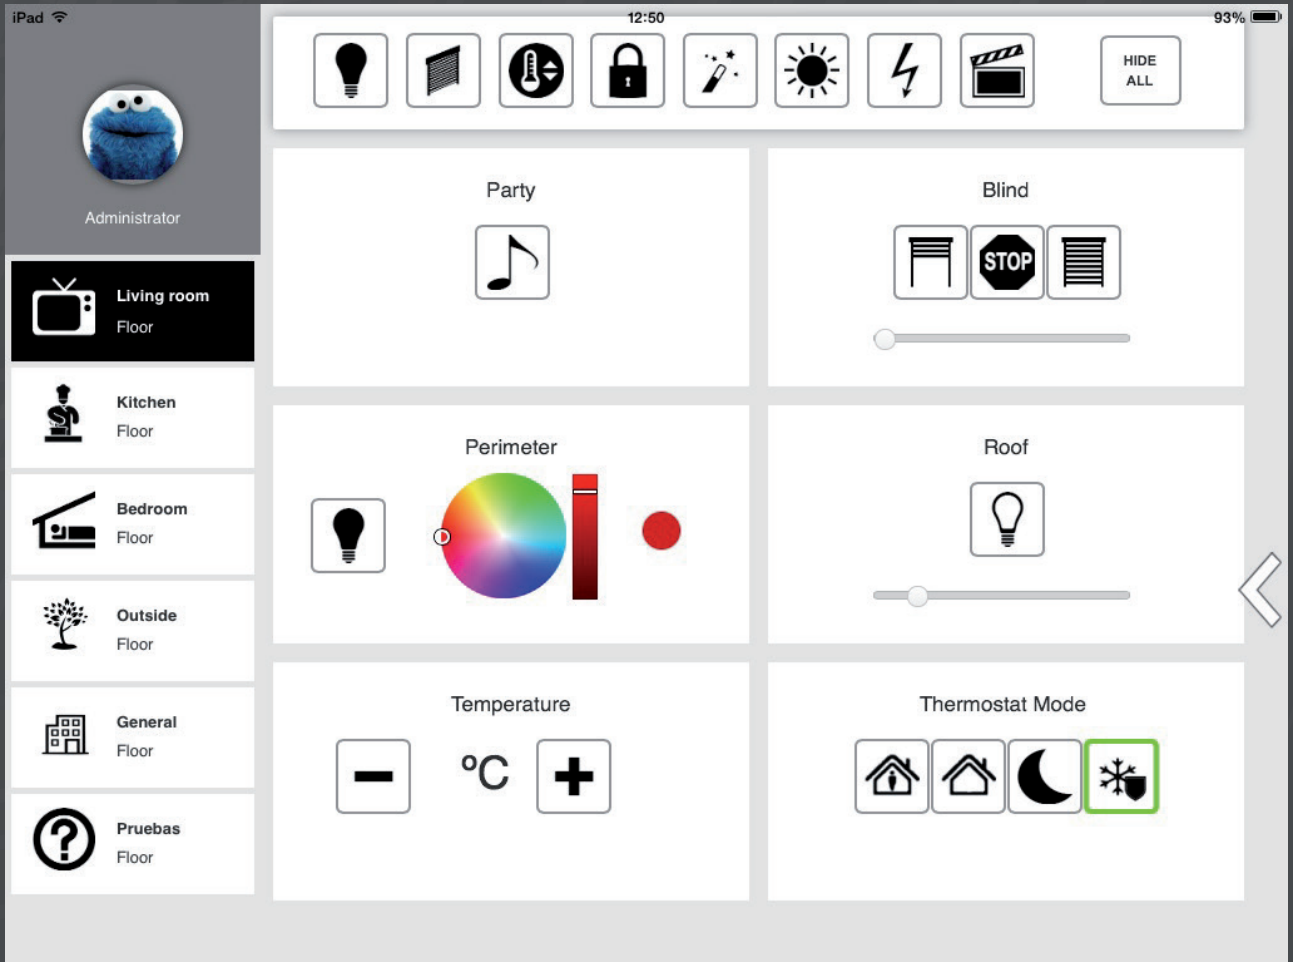 iPad
12:50
93%
HIDE
ALL
Administrator
Living room
Floor
Kitchen
Floor
Bedroom
Floor
Outside
Floor
General
Floor
Pruebas
Floor
Party
Blind
STOP
Perimeter
Roof
Temperature
ºC
Thermostat Mode